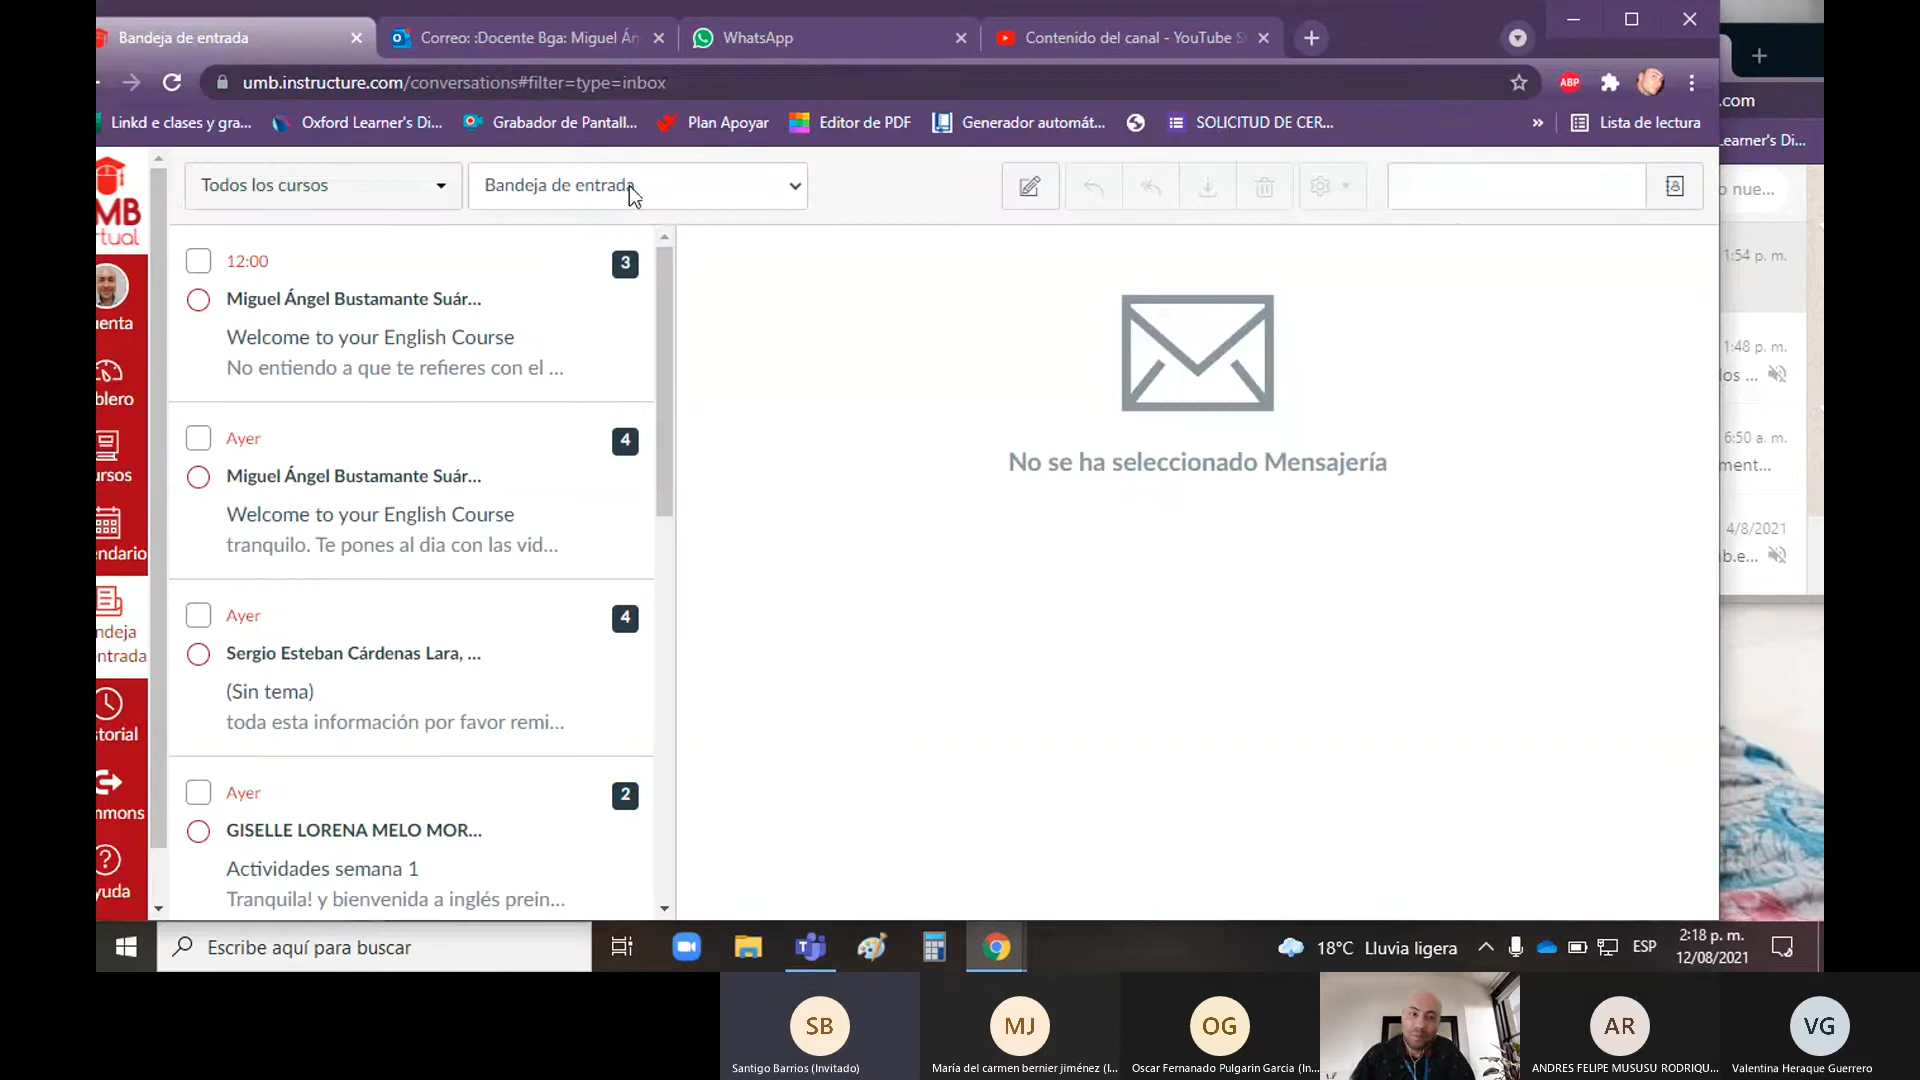 Bandeja de entrada
Correo: :Docente Bga: Miguel Án
WhatsApp
Contenido del canal - YouTube S
umb.instructure.com/conversations#filter=type=inbox
ABP
.com
Linkd e clases y gra...
Oxford Learner's Di...
Grabador de Pantall...
Plan Apoyar
Editor de PDF
Generador automát...
SOLICITUD DE CER...
»
Lista de lectura
earner's Di...
MB
rtual
Todos los cursos
Bandeja de entrada
o nue...
12:00
3
Miguel Ángel Bustamante Suár...
Welcome to your English Course
No entiendo a que te refieres con el ...
Ayer
4
Miguel Ángel Bustamante Suár...
Welcome to your English Course
tranquilo. Te pones al dia con las vid...
Ayer
4
Sergio Esteban Cárdenas Lara, ...
(Sin tema)
toda esta información por favor remi...
Ayer
2
GISELLE LORENA MELO MOR...
Actividades semana 1
Tranquila! y bienvenida a inglés prein...
uenta
blero
ursos
endario
ndeja
entrada
storial
mmons
yuda
No se ha seleccionado Mensajería
1:54 p. m.
1:48 p. m.
los ...
6:50 a. m.
ment...
4/8/2021
b.e...
Escribe aquí para buscar
18°C Lluvia ligera
ESP
2:18 p. m.
12/08/2021
SB
Santigo Barrios (Invitado)
MJ
María del carmen bernier jiménez (I...
OG
Oscar Fernanado Pulgarin Garcia (In...
AR
ANDRES FELIPE MUSUSU RODRIQU...
VG
Valentina Heraque Guerrero